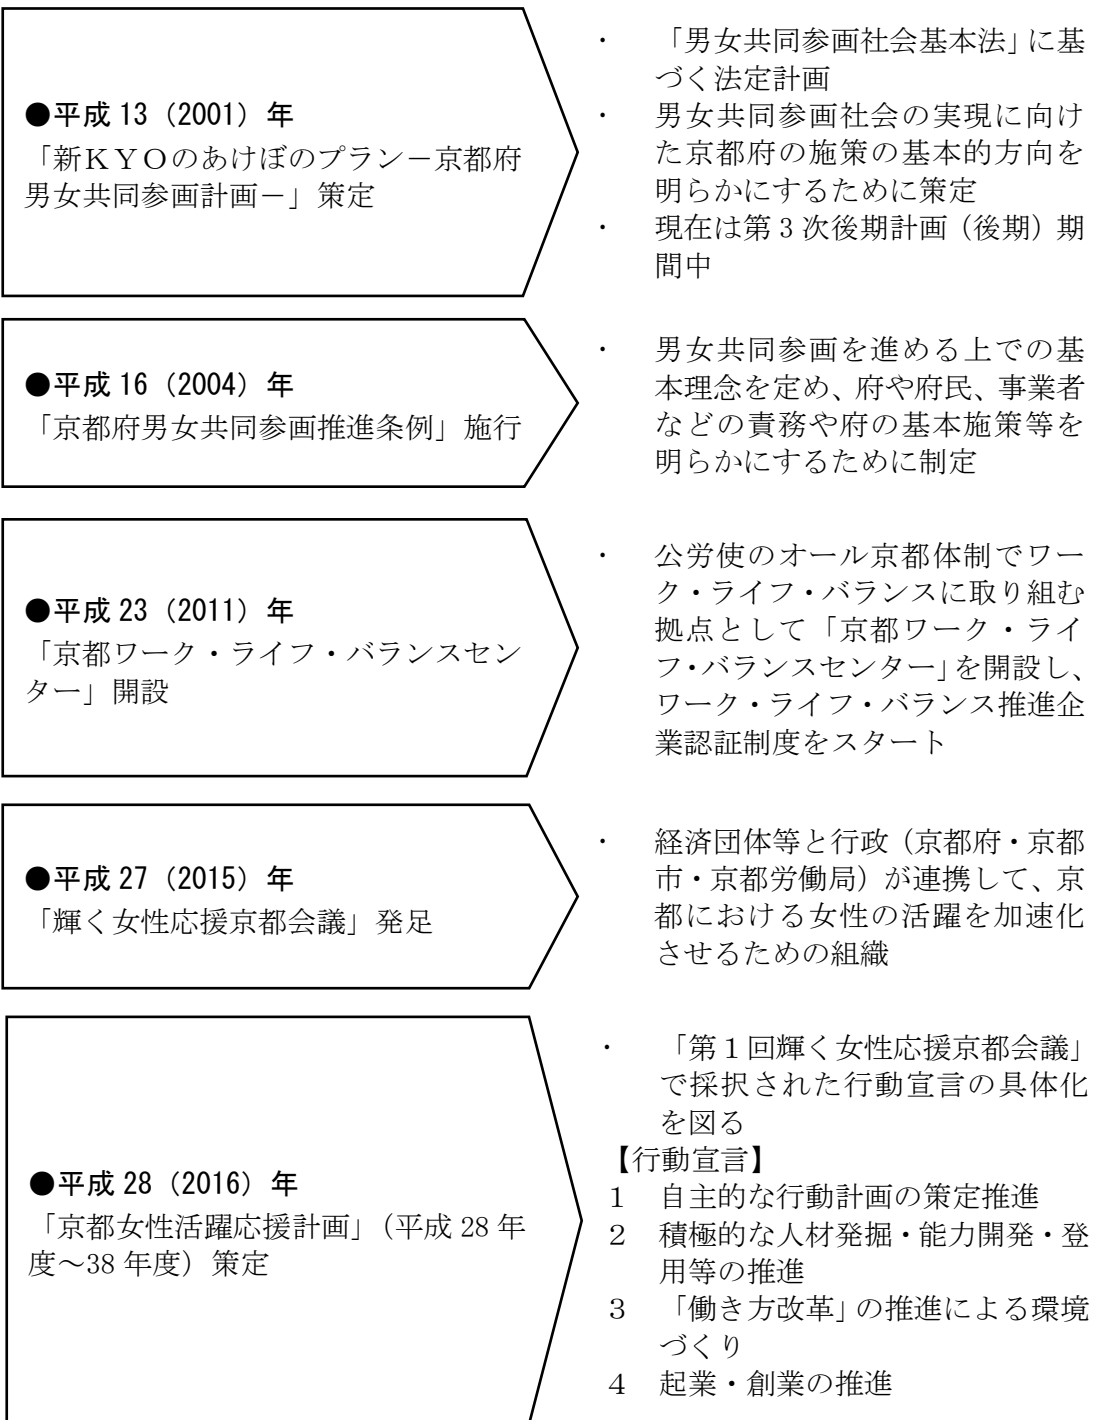 ●平成 13（2001）年
「新ＫＹＯのあけぼのプラン－京都府
男女共同参画計画－」策定
・　「男女共同参画社会基本法」に基
づく法定計画
・　男女共同参画社会の実現に向け
た京都府の施策の基本的方向を
明らかにするために策定
・　現在は第３次後期計画（後期）期
間中
●平成 16（2004）年
「京都府男女共同参画推進条例」施行
・　男女共同参画を進める上での基
本理念を定め、府や府民、事業者
などの責務や府の基本施策等を
明らかにするために制定
●平成 23（2011）年
「京都ワーク・ライフ・バランスセン
ター」開設
・　公労使のオール京都体制でワー
ク・ライフ・バランスに取り組む
拠点として「京都ワーク・ライ
フ・バランスセンター」を開設し、
ワーク・ライフ・バランス推進企
業認証制度をスタート
●平成 27（2015）年
「輝く女性応援京都会議」発足
・　経済団体等と行政（京都府・京都
市・京都労働局）が連携して、京
都における女性の活躍を加速化
させるための組織
●平成 28（2016）年
「京都女性活躍応援計画」（平成 28 年
度～38 年度）策定
・　「第１回輝く女性応援京都会議」
で採択された行動宣言の具体化
を図る
【行動宣言】
１　自主的な行動計画の策定推進
２　積極的な人材発掘・能力開発・登
用等の推進
３　「働き方改革」の推進による環境
づくり
４　起業・創業の推進